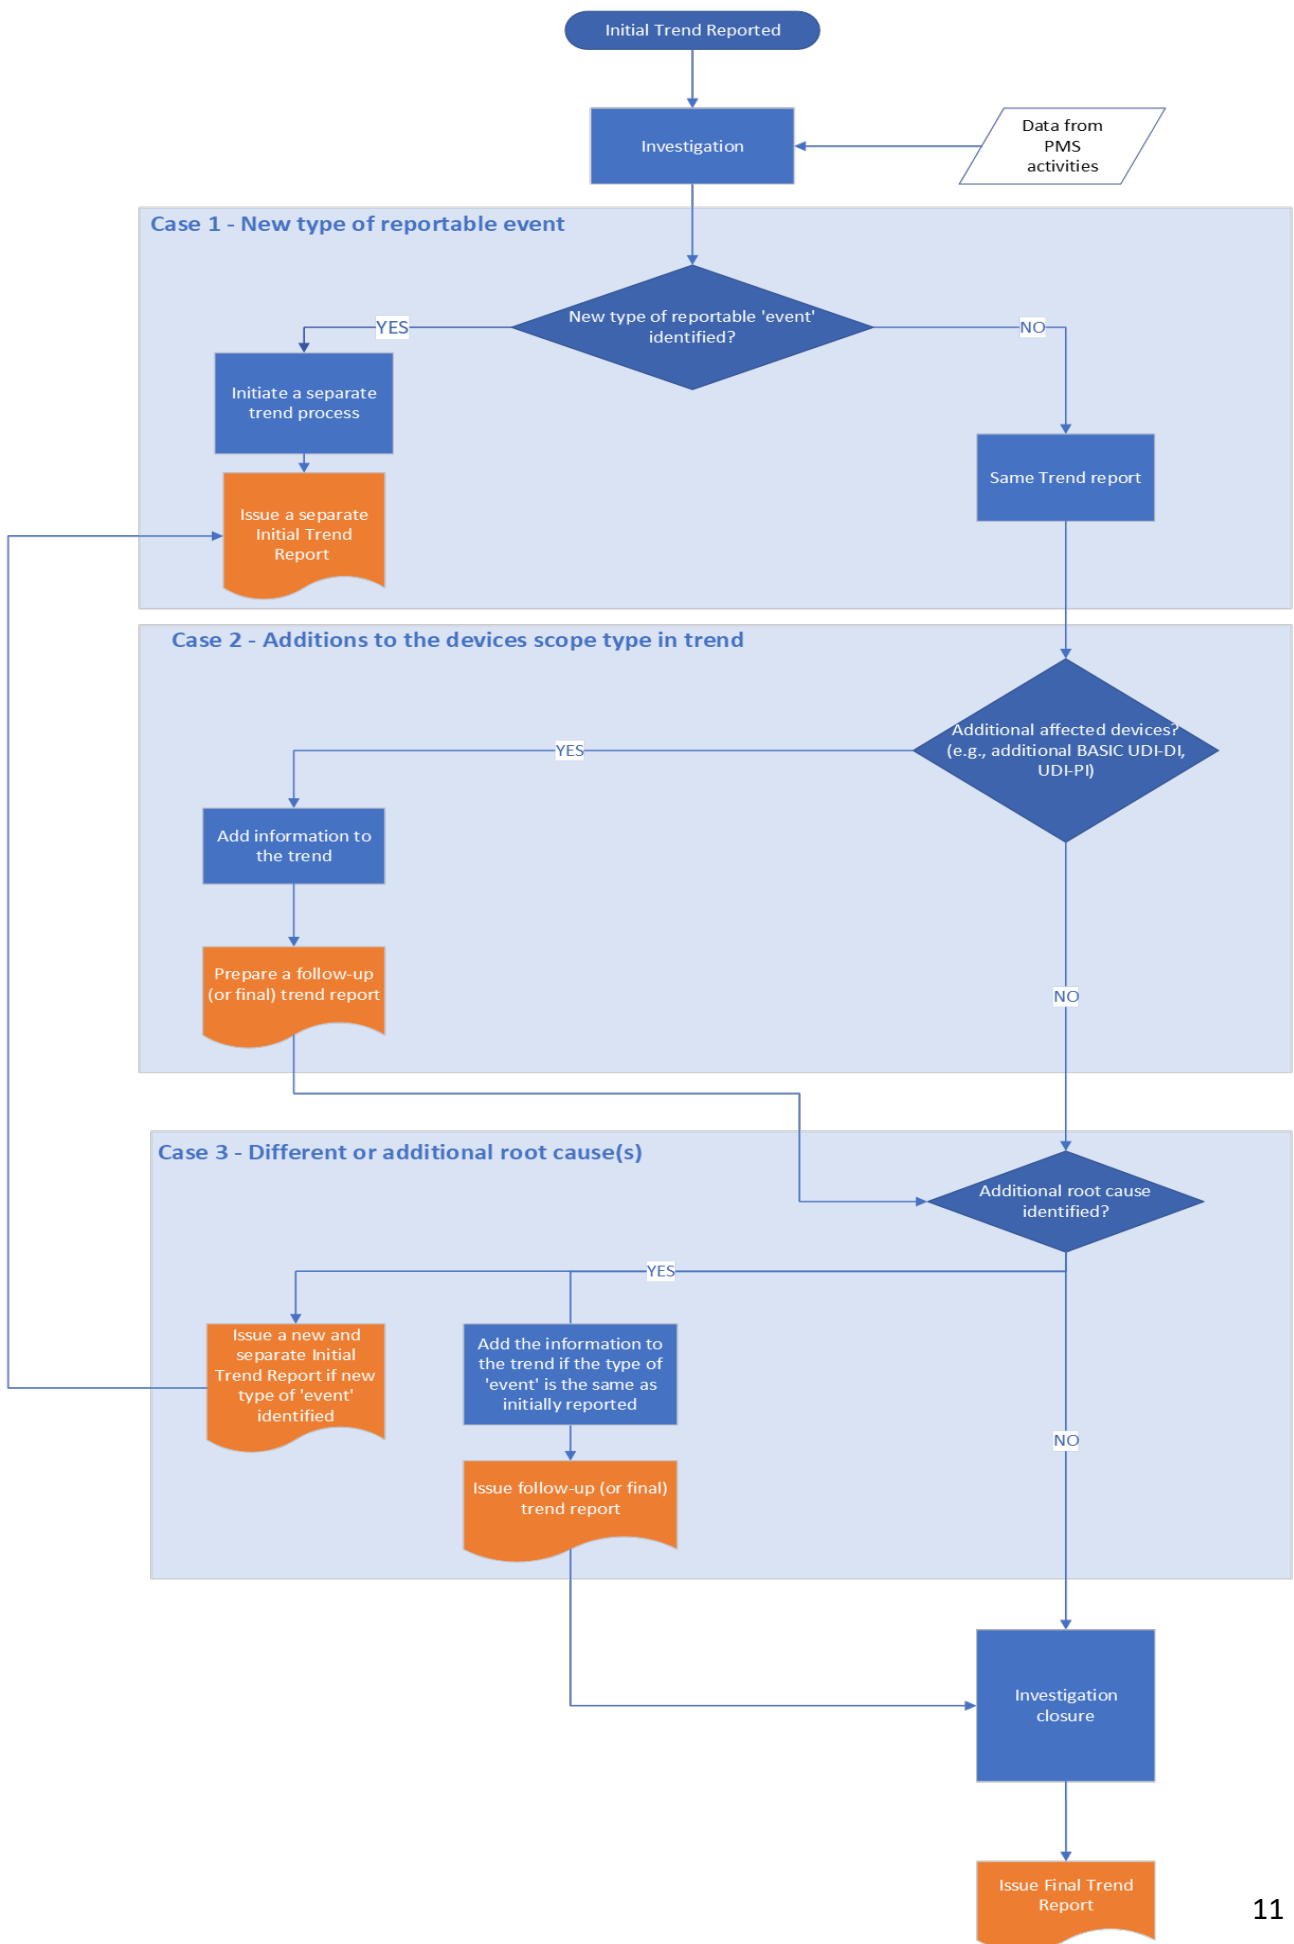 Initial Trend Reported
Investigation
Data from
PMS
activities
Case 1 - New type of reportable event
New type of reportable 'event'
identified?
YES
NO
Initiate a separate
trend process
Same Trend report
Issue a separate
Initial Trend
Report
Case 2 - Additions to the devices scope type in trend
Additional affected devices?
(e.g., additional BASIC UDI-DI,
UDI-PI)
YES
Add information to
the trend
Prepare a follow-up
(or final) trend report
NO
Case 3 - Different or additional root cause(s)
Additional root cause
identified?
YES
Issue a new and
separate Initial
Trend Report if new
type of 'event'
identified
Add the information to
the trend if the type of
'event' is the same as
initially reported
NO
Issue follow-up (or final)
trend report
Investigation
closure
Issue Final Trend
Report
11